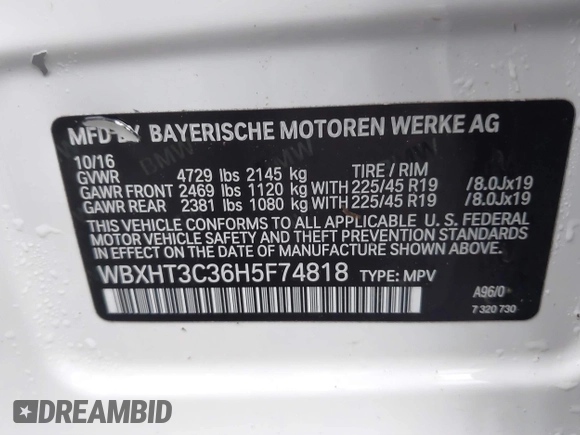 MFD BY BAYERISCHE MOTOREN WERKE AG
10/16
GVWR 4729 lbs 2145 kg TIRE / RIM
GAWR FRONT 2469 lbs 1120 kg WITH 225/45 R19 /8.0Jx19
GAWR REAR 2381 lbs 1080 kg WITH 225/45 R19 /8.0Jx19
THIS VEHICLE CONFORMS TO ALL APPLICABLE U.S. FEDERAL
MOTOR VEHICLE SAFETY AND THEFT PREVENTION STANDARDS
IN EFFECT ON THE DATE OF MANUFACTURE SHOWN ABOVE.
WBXHT3C36H5F74818 TYPE: MPV
A96/0
7 320 730
DREAMBID